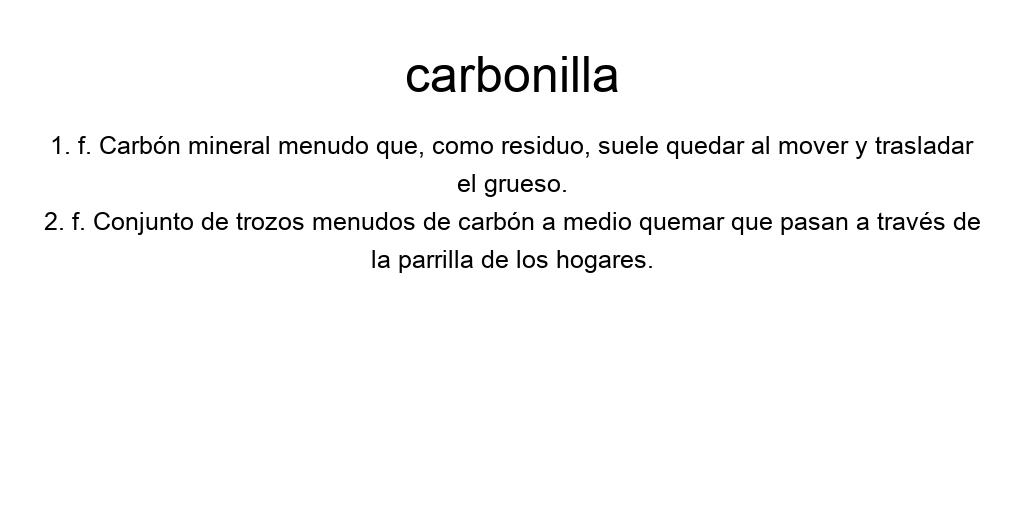 carbonilla
1. f. Carbón mineral menudo que, como residuo, suele quedar al mover y trasladar
el grueso.
2. f. Conjunto de trozos menudos de carbón a medio quemar que pasan a través de
la parrilla de los hogares.